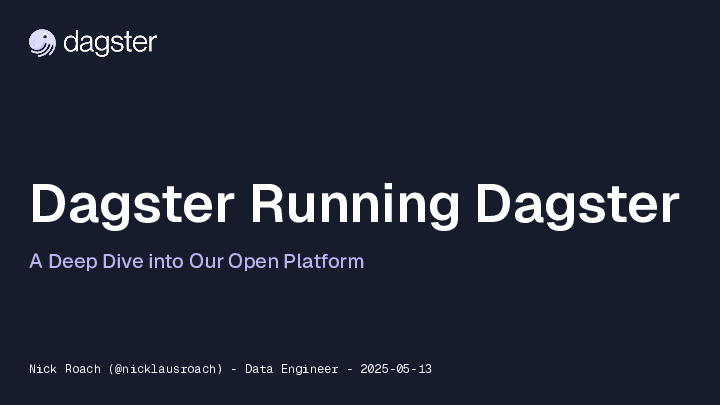 dagster
Dagster Running Dagster
A Deep Dive into Our Open Platform
Nick Roach (@nicklausroach) - Data Engineer - 2025-05-13